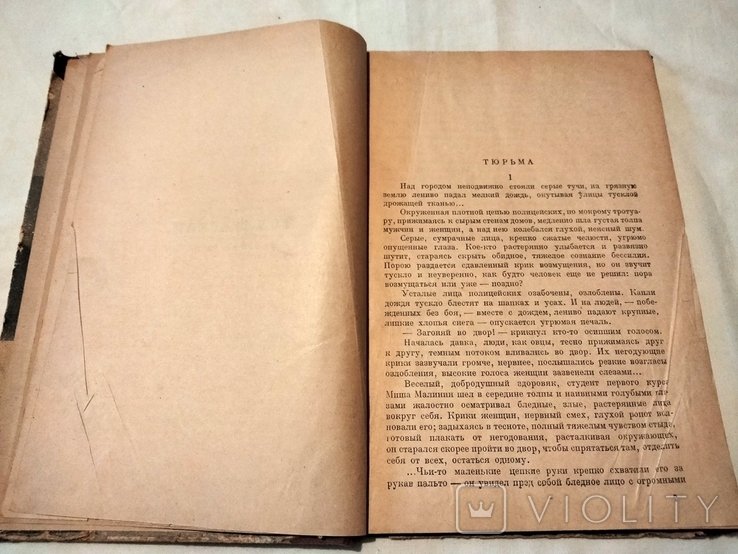 ТЮРЬМА
1
Над городом неподвижно стояли серые тучи, на грязную
землю лениво падал мелкий дождь, окутывая улицы тусклой
дрожащей тканью...
Окруженная плотной цепью полицейских, по мокрому тротуа-
ру, прижимаясь к сырым стенам домов, медленно шла густая толпа
мужчин и женщин, а над нею колебался глухой, неясный шум.
Серые, сумрачные лица, крепко сжатые челюсти, угрюмо
опущенные глаза. Кое-кто растерянно улыбается и развязно
шутит, стараясь скрыть обидное, тяжелое сознание бессилия.
Порою раздается сдавленный крик возмущения, но он звучит
тускло и неуверенно, как будто человек еще не решил: пора
возмущаться или уже — поздно?
Усталые лица полицейских озабочены, озлоблены. Капли
дождя тускло блестят на шапках и усах. И на людей, — побе-
жденных без боя, — вместе с дождем, лениво падают крупные,
липкие хлопья снега — опускается угрюмая печаль.
— Загоняй во двор! — крикнул кто-то осипшим голосом.
Началась давка, люди, как овцы, тесно прижимаясь друг
к другу, темным потоком вливались во двор. Их негодующие
крики зазвучали громче, нервнее, послышались резкие возгласы
озлобления, высокие голоса женщин зазвенели слезами...
Веселый, добродушный здоровяк, студент первого курса
Миша Малинин шел в середине толпы и наивными голубыми гла-
зами жалостно осматривал бледные, злые, растерянные лица
вокруг себя. Крики женщин, нервный смех, глухой ропот вол-
новали его; задыхаясь в тесноте, полный тяжелым чувством стыда,
готовый плакать от негодования, расталкивая окружающих,
он старался скорее пройти во двор, чтобы спрятаться там, отделить
себя от всех, остаться одному.
...Чьи-то маленькие цепкие руки крепко схватили его за
рукав пальто — он увидел пред собой бледное лицо с огромными
VIOLITY